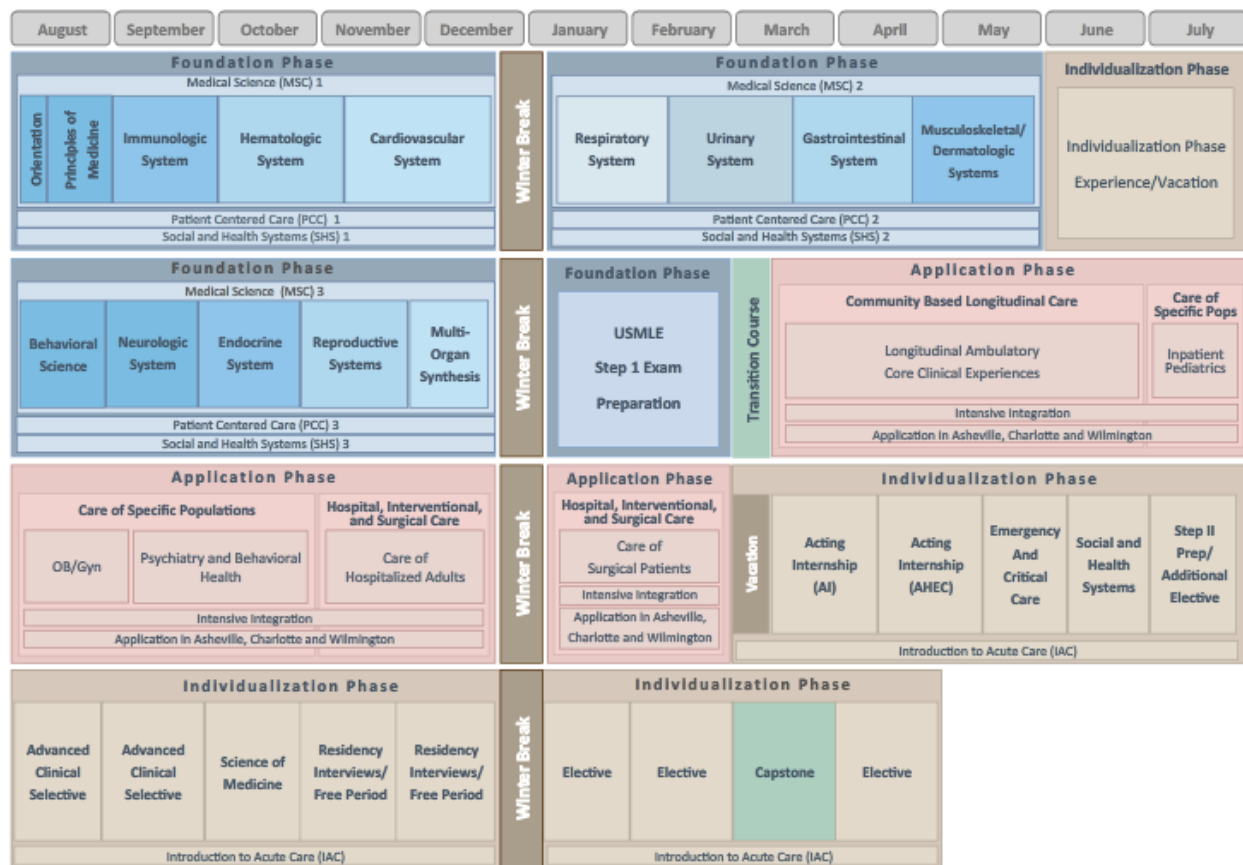 August September October November December January February March April May June July
Foundation Phase
Medical Science (MSC) 1
Orientation
Principles of
Medicine
Immunologic
System
Hematologic
System
Cardiovascular
System
Patient Centered Care (PCC) 1
Social and Health Systems (SHS) 1
Winter Break
Foundation Phase
Medical Science (MSC) 2
Respiratory
System
Urinary
System
Gastrointestinal
System
Musculoskeletal/
Dermatologic
Systems
Patient Centered Care (PCC) 2
Social and Health Systems (SHS) 2
Individualization Phase
Individualization Phase
Experience/Vacation
Foundation Phase
Medical Science (MSC) 3
Behavioral
Science
Neurologic
System
Endocrine
System
Reproductive
Systems
Multi-
Organ
Synthesis
Patient Centered Care (PCC) 3
Social and Health Systems (SHS) 3
Winter Break
Foundation Phase
USMLE
Step 1 Exam
Preparation
Transition Course
Application Phase
Community Based Longitudinal Care
Longitudinal Ambulatory
Core Clinical Experiences
Care of
Specific Pops
Inpatient
Pediatrics
Intensive Integration
Application in Asheville, Charlotte and Wilmington
Application Phase
Care of Specific Populations
OB/Gyn
Psychiatry and Behavioral
Health
Hospital, Interventional,
and Surgical Care
Care of
Hospitalized Adults
Intensive Integration
Application in Asheville, Charlotte and Wilmington
Winter Break
Application Phase
Hospital, Interventional,
and Surgical Care
Care of
Surgical Patients
Intensive Integration
Application in Asheville,
Charlotte and Wilmington
Individualization Phase
Vacation
Acting
Internship
(AI)
Acting
Internship
(AHEC)
Emergency
And
Critical
Care
Social and
Health
Systems
Step II
Prep/
Additional
Elective
Introduction to Acute Care (IAC)
Individualization Phase
Advanced
Clinical
Selective
Advanced
Clinical
Selective
Science of
Medicine
Residency
Interviews/
Free Period
Residency
Interviews/
Free Period
Introduction to Acute Care (IAC)
Winter Break
Individualization Phase
Elective
Elective
Capstone
Elective
Introduction to Acute Care (IAC)